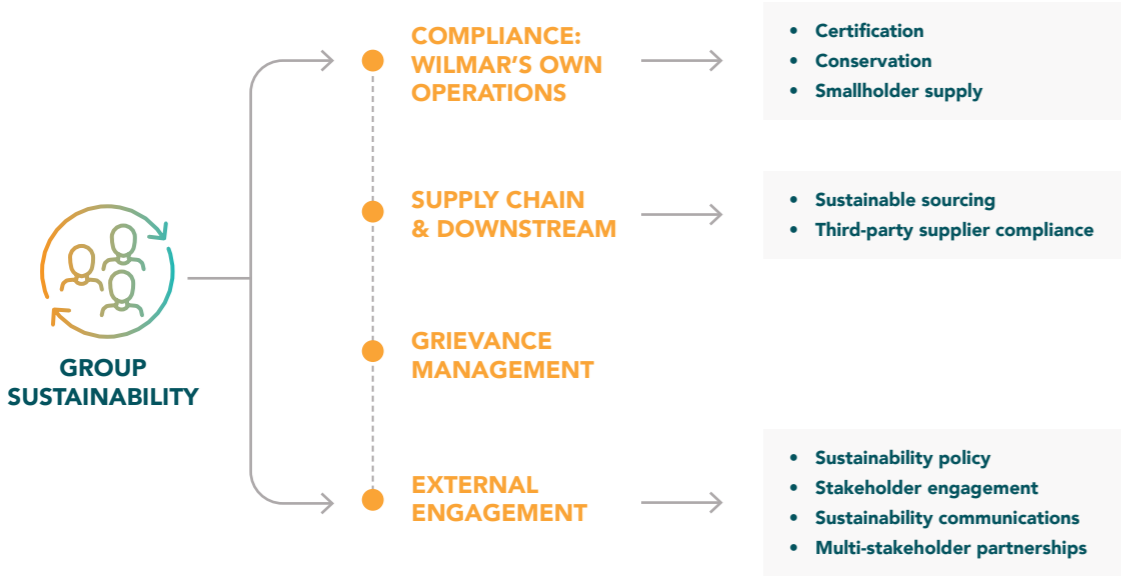 GROUP
SUSTAINABILITY
COMPLIANCE:
WILMAR’S OWN
OPERATIONS
• Certification
• Conservation
• Smallholder supply
SUPPLY CHAIN
& DOWNSTREAM
• Sustainable sourcing
• Third-party supplier compliance
GRIEVANCE
MANAGEMENT
EXTERNAL
ENGAGEMENT
• Sustainability policy
• Stakeholder engagement
• Sustainability communications
• Multi-stakeholder partnerships